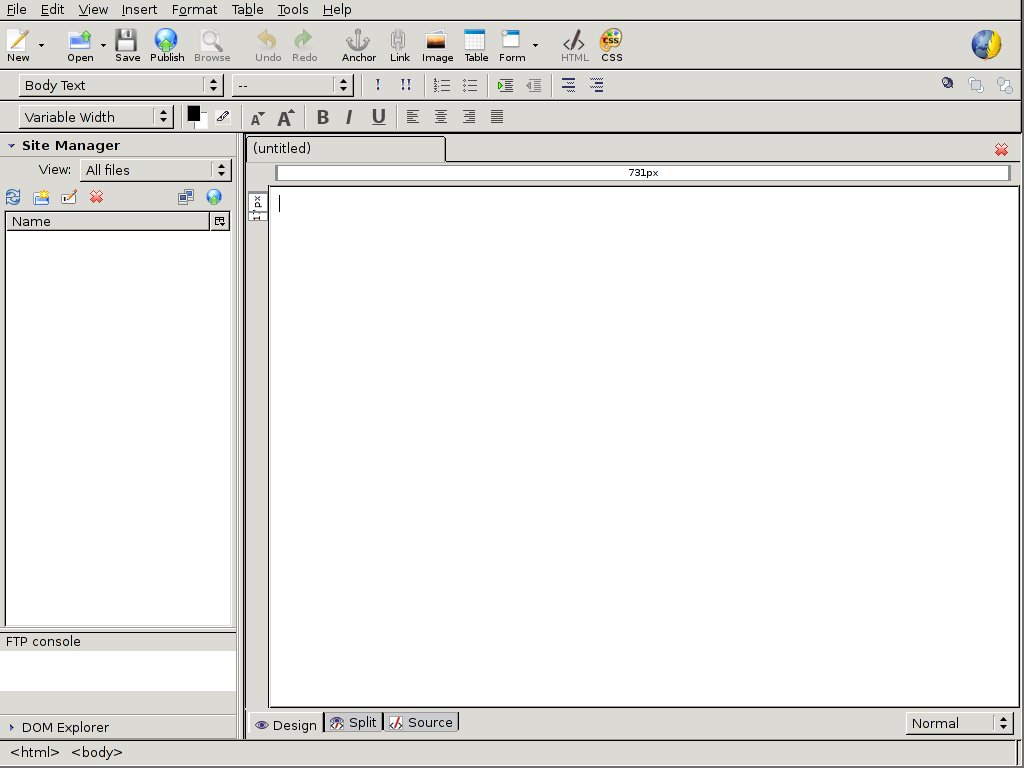 File Edit View Insert Format Table Tools Help
New Open Save Publish Browse Undo Redo Anchor Link Image Table Form HTML CSS
Body Text -- ! !!
Variable Width A A B I U
Site Manager
(untitled)
View: All files
731px
Name
17px
FTP console
DOM Explorer
Design Split Source Normal
<html> <body>